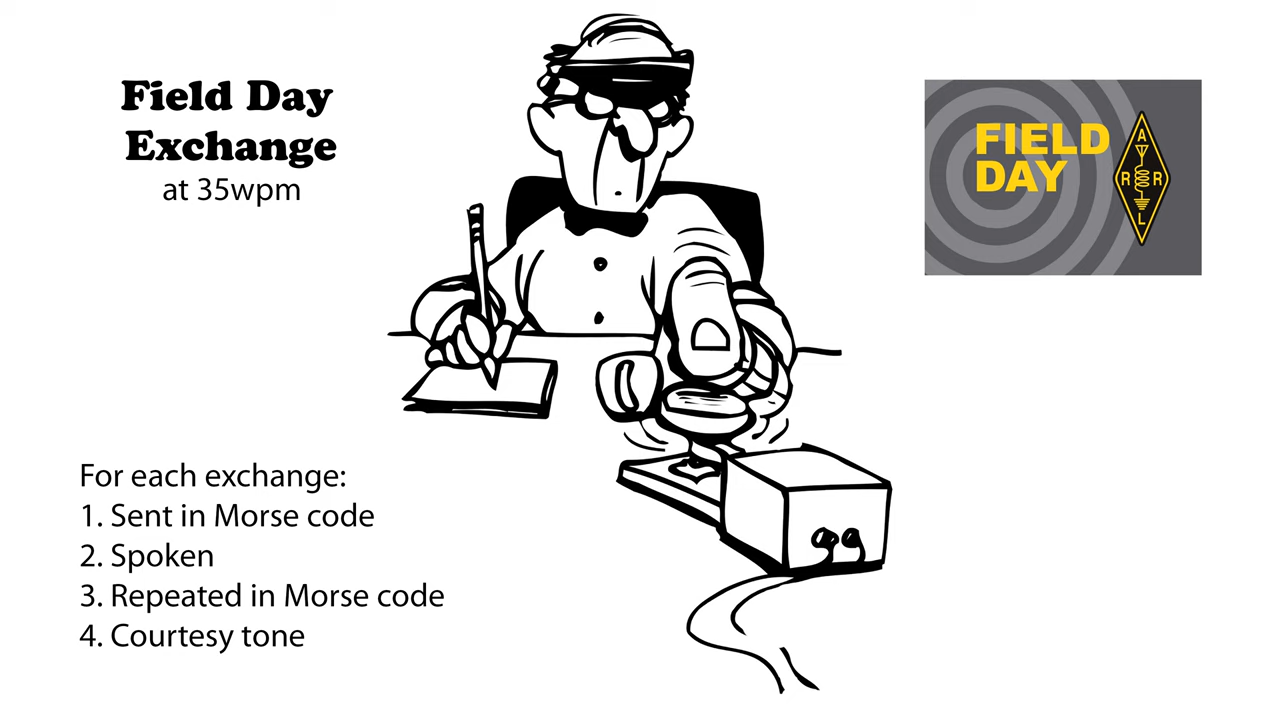 Field Day
Exchange
at 35wpm
FIELD
DAY
A
R R
L
For each exchange:
1. Sent in Morse code
2. Spoken
3. Repeated in Morse code
4. Courtesy tone